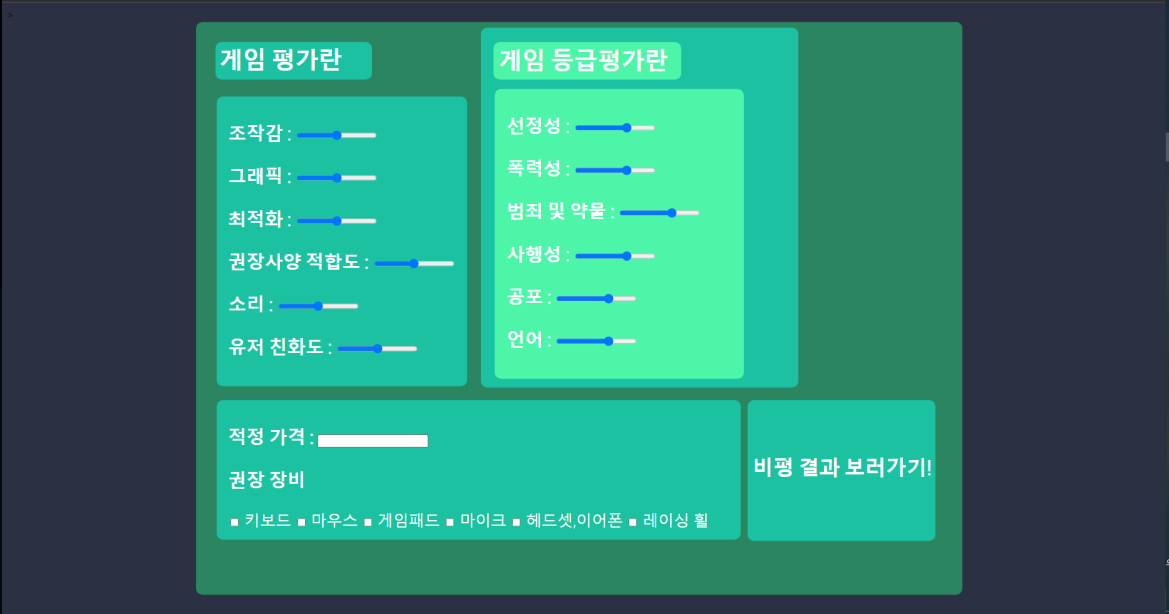 >
게임 평가란
조작감 :
그래픽 :
최적화 :
권장사양 적합도 :
소리 :
유저 친화도 :
게임 등급평가란
선정성 :
폭력성 :
범죄 및 약물 :
사행성 :
공포 :
언어 :
적정 가격 :
권장 장비
키보드 마우스 게임패드 마이크 헤드셋,이어폰 레이싱 휠
비평 결과 보러가기!